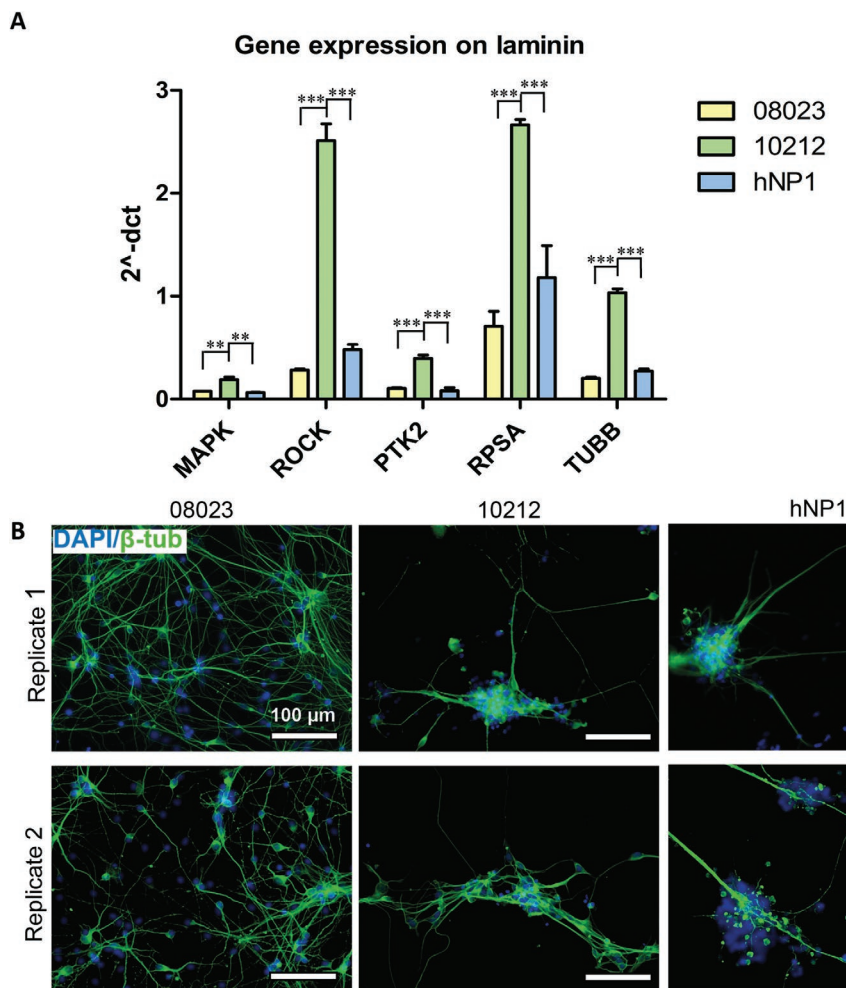 A
Gene expression on laminin
2^-dct
3
2
1
0
** **
*** ***
*** ***
*** ***
*** ***
MAPK
ROCK
PTK2
RPSA
TUBB
08023
10212
hNP1
B
08023 10212 hNP1
Replicate 1
DAPI/β-tub
100 µm
Replicate 2